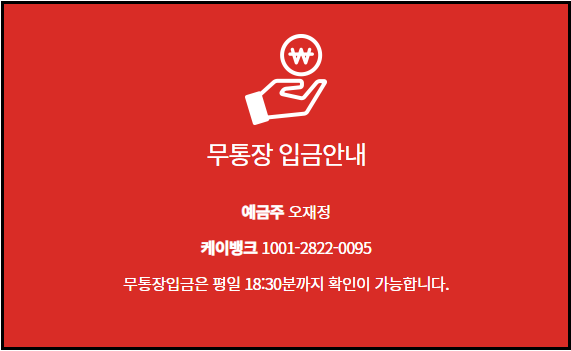 ₩
무통장 입금안내
예금주 오재정
케이뱅크 1001-2822-0095
무통장입금은 평일 18:30분까지 확인이 가능합니다.